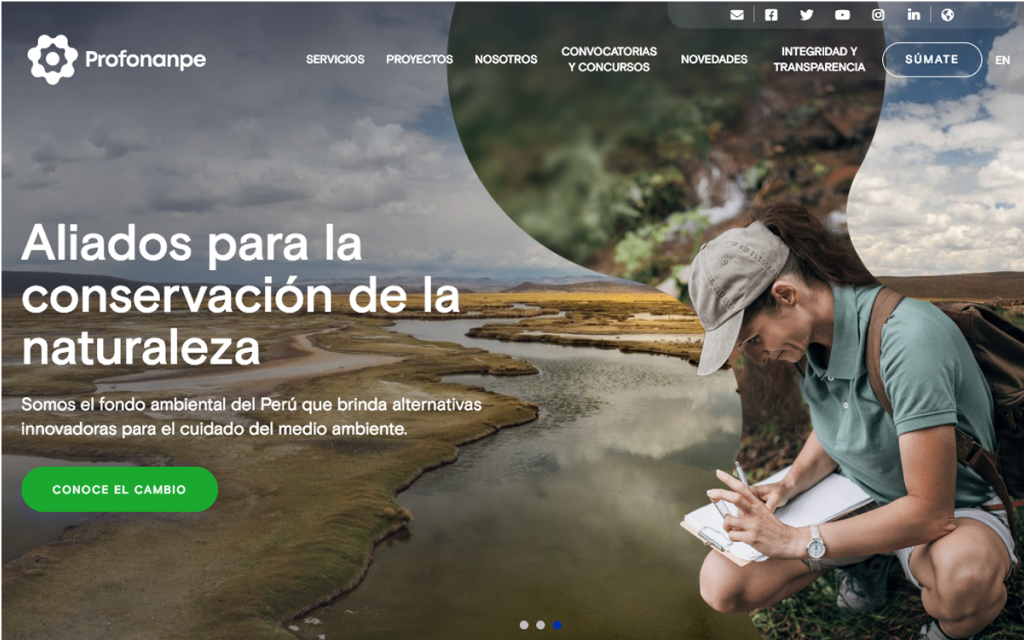 Profonanpe
SERVICIOS
PROYECTOS
NOSOTROS
CONVOCATORIAS
Y CONCURSOS
NOVEDADES
INTEGRIDAD Y
TRANSPARENCIA
SÚMATE
EN
Aliados para la
conservación de la
naturaleza
Somos el fondo ambiental del Perú que brinda alternativas
innovadoras para el cuidado del medio ambiente.
CONOCE EL CAMBIO